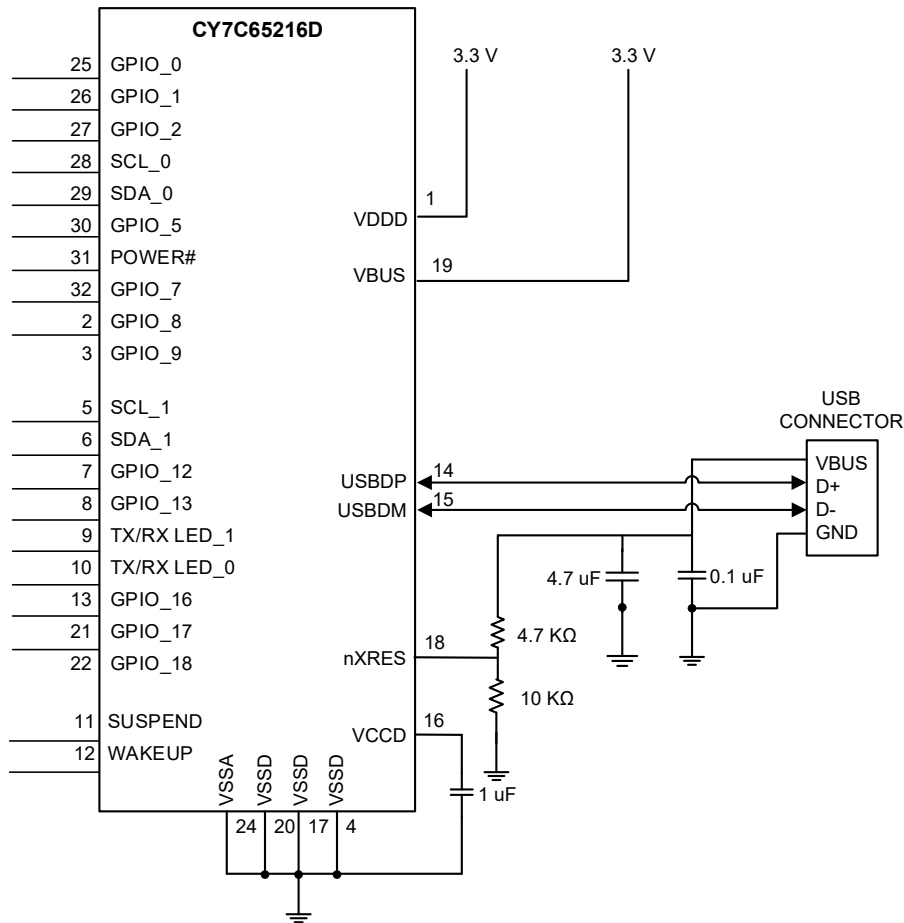 CY7C65216D
3.3 V
3.3 V
25 GPIO_0
26 GPIO_1
27 GPIO_2
28 SCL_0
29 SDA_0
30 GPIO_5
31 POWER#
32 GPIO_7
2 GPIO_8
3 GPIO_9
5 SCL_1
6 SDA_1
7 GPIO_12
8 GPIO_13
9 TX/RX LED_1
10 TX/RX LED_0
13 GPIO_16
21 GPIO_17
22 GPIO_18
11 SUSPEND
12 WAKEUP
VDDD 1
VBUS 19
USBDP 14
USBDM 15
nXRES 18
VCCD 16
USB
CONNECTOR
VBUS
D+
D-
GND
4.7 uF
0.1 uF
4.7 KΩ
10 KΩ
1 uF
VSSA
VSSD
VSSD
VSSD
24 20 17 4